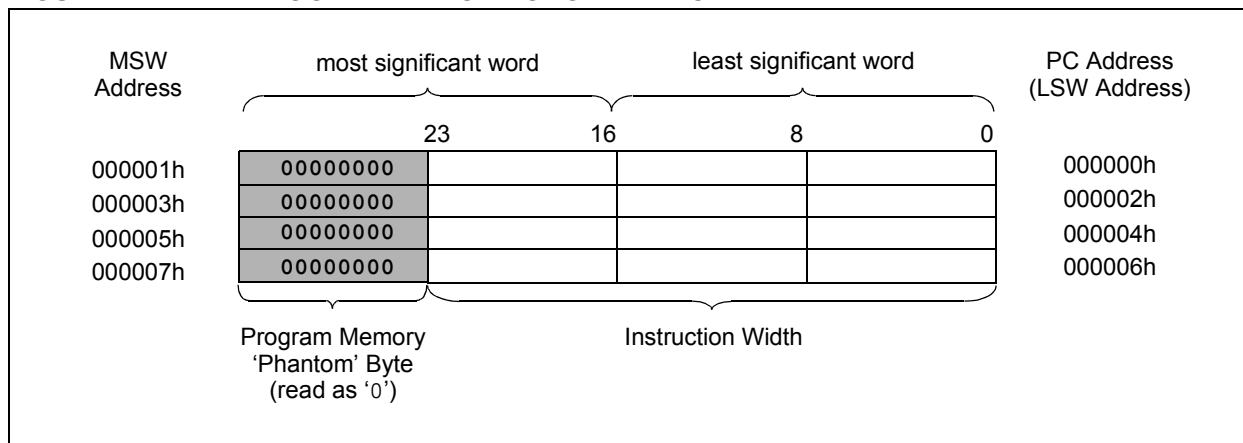 MSW
Address
most significant word
least significant word
PC Address
(LSW Address)
23 16 8 0
000001h 00000000 000000h
000003h 00000000 000002h
000005h 00000000 000004h
000007h 00000000 000006h
Program Memory
‘Phantom’ Byte
(read as ‘0’)
Instruction Width